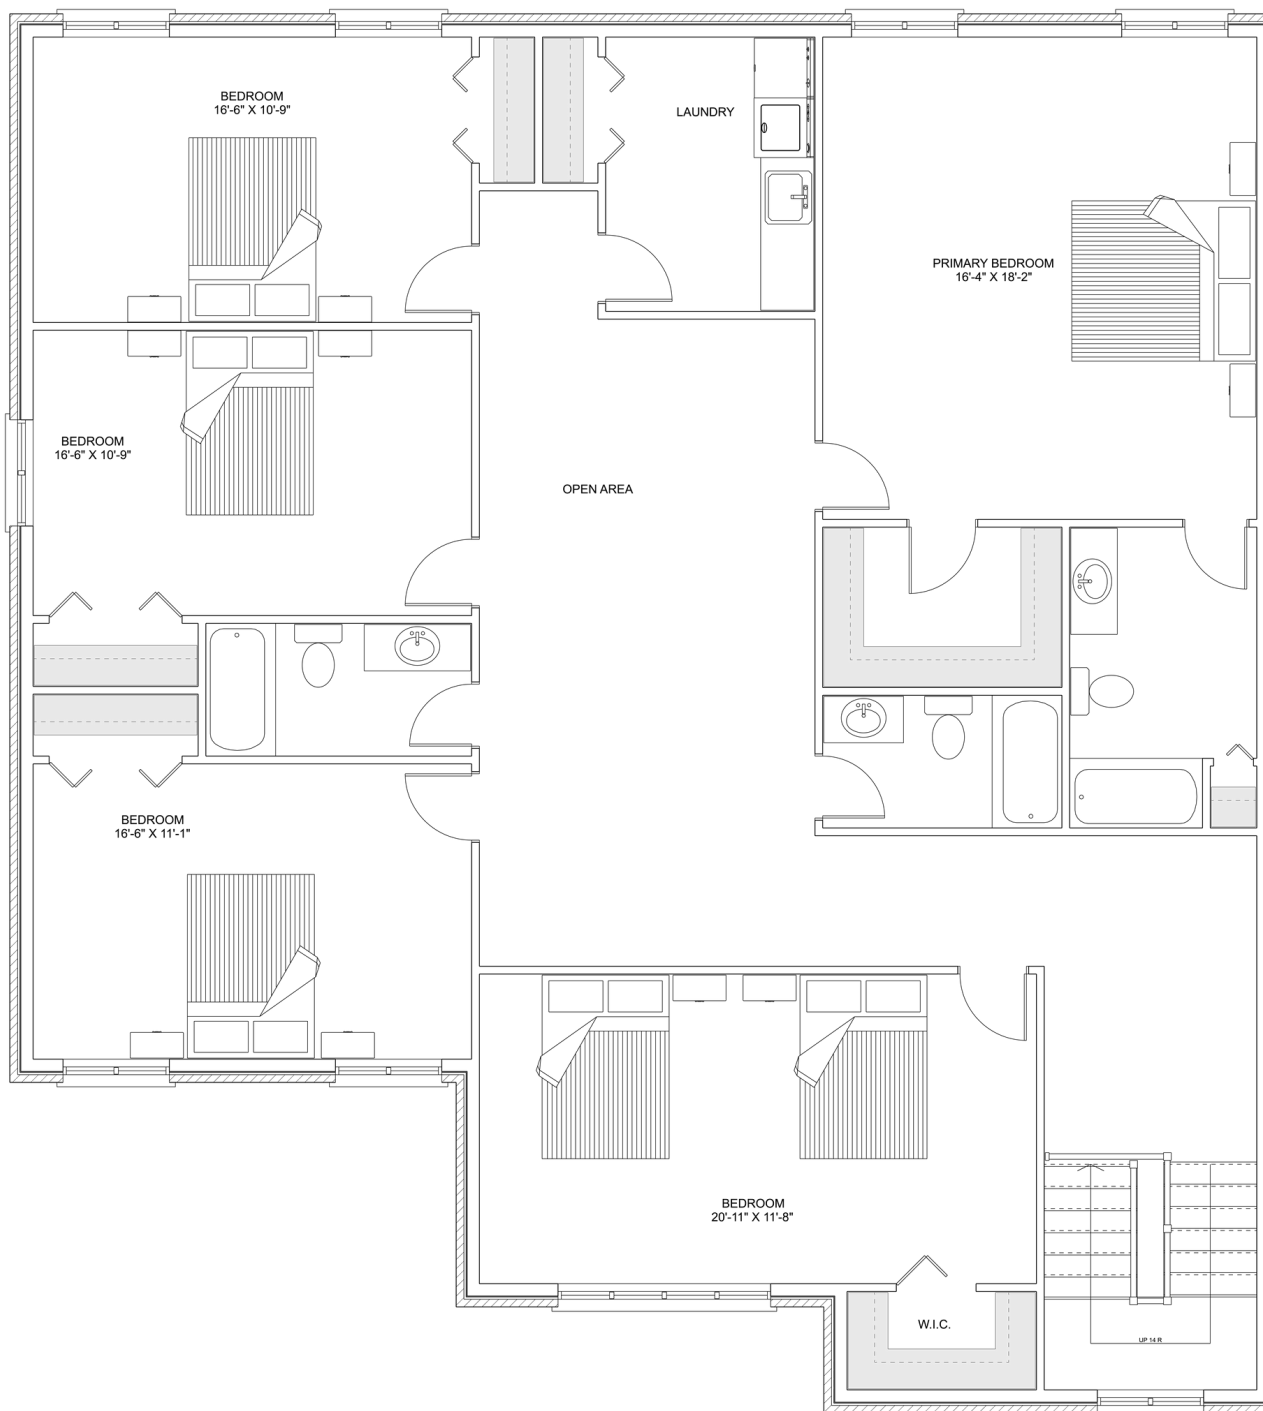 BEDROOM
16'-6" X 10'-9"
LAUNDRY
PRIMARY BEDROOM
16'-4" X 18'-2"
BEDROOM
16'-6" X 10'-9"
OPEN AREA
BEDROOM
16'-6" X 11'-1"
BEDROOM
20'-11" X 11'-8"
W.I.C.
UP 14 R